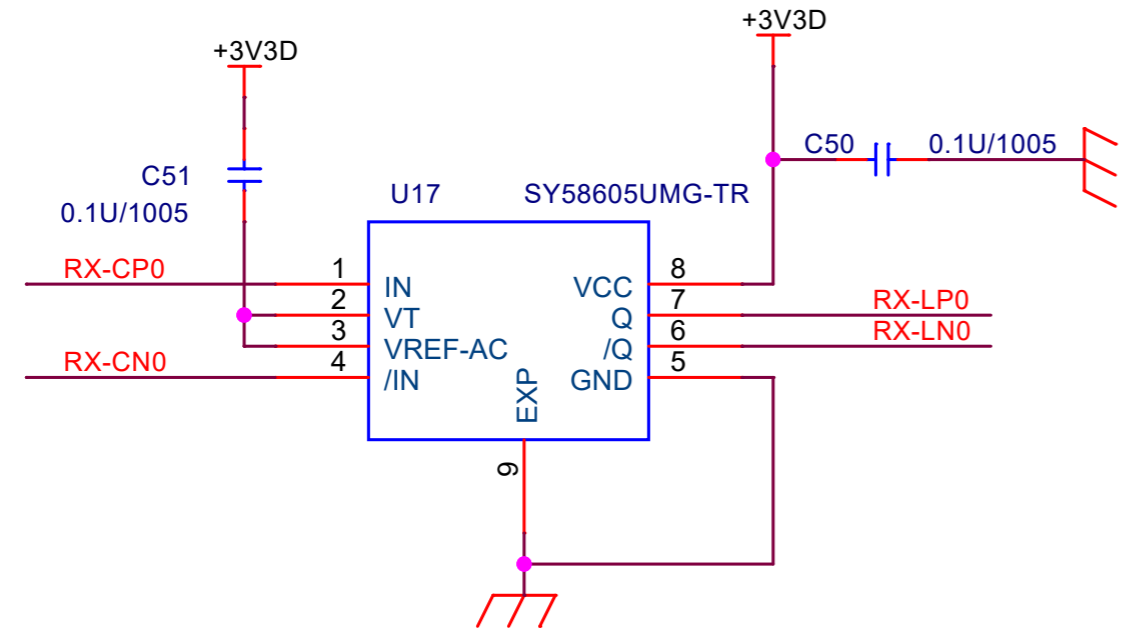 +3V3D
+3V3D
C50
0.1U/1005
C51
0.1U/1005
U17
SY58605UMG-TR
RX-CP0
1
IN
2
VT
3
VREF-AC
RX-CN0
4
/IN
VCC
8
Q
7
RX-LP0
/Q
6
RX-LN0
GND
5
EXP
9